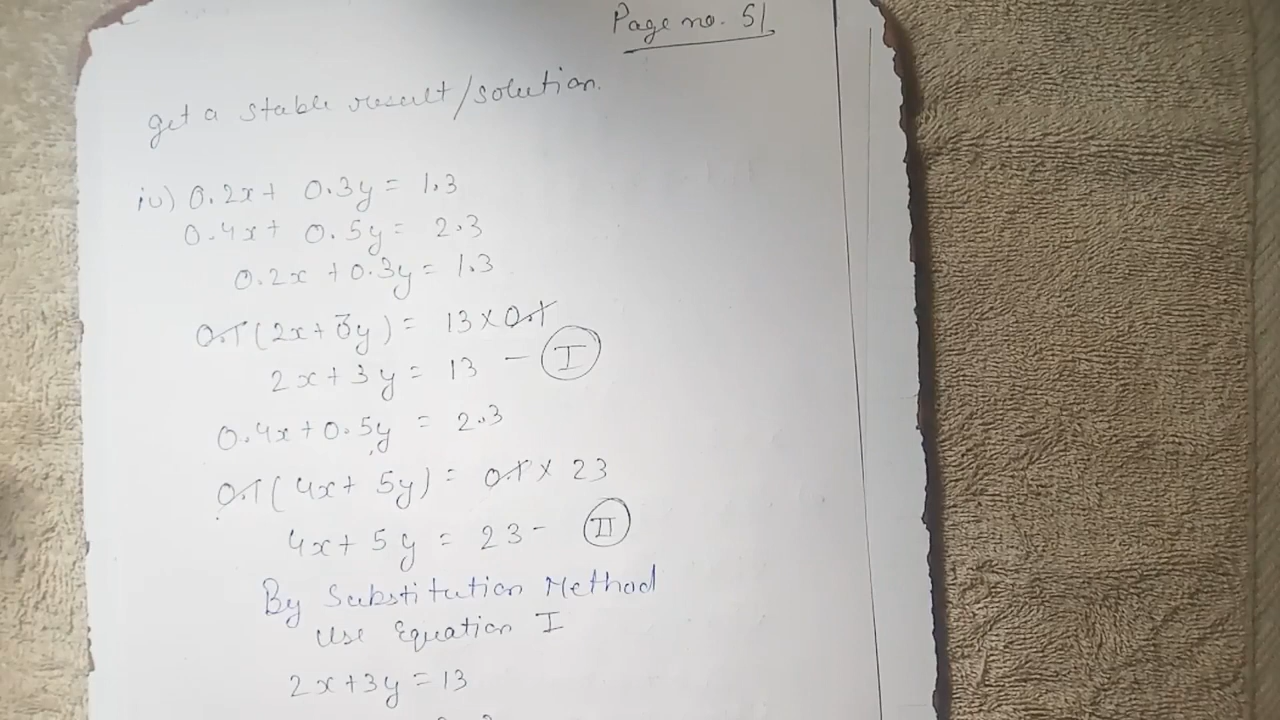 Page no. 51
get a stable result/solution.
iv) 0.2x + 0.3y = 1.3
0.4x + 0.5y = 2.3
0.2x + 0.3y = 1.3
0.1(2x + 3y) = 13 × 0.1
2x + 3y = 13 - I
0.4x + 0.5y = 2.3
0.1(4x + 5y) = 0.1 × 23
4x + 5y = 23 - II
By Substitution Method
Use Equation I
2x + 3y = 13